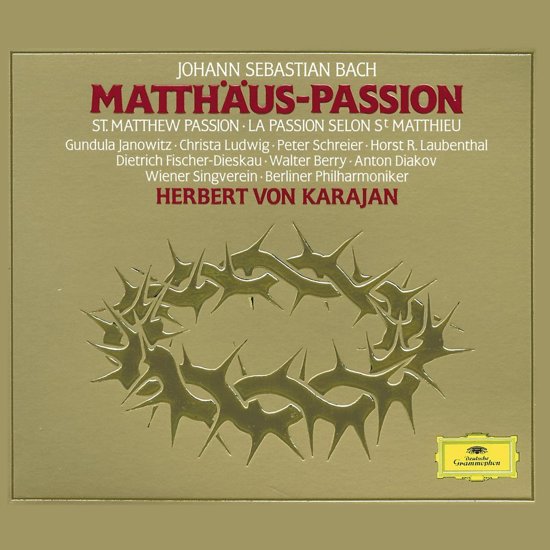 JOHANN SEBASTIAN BACH
MATTHÄUS-PASSION
ST. MATTHEW PASSION · LA PASSION SELON St MATTHIEU
Gundula Janowitz · Christa Ludwig · Peter Schreier · Horst R. Laubenthal
Dietrich Fischer-Dieskau · Walter Berry · Anton Diakov
Wiener Singverein · Berliner Philharmoniker
HERBERT VON KARAJAN
Deutsche
Grammophon